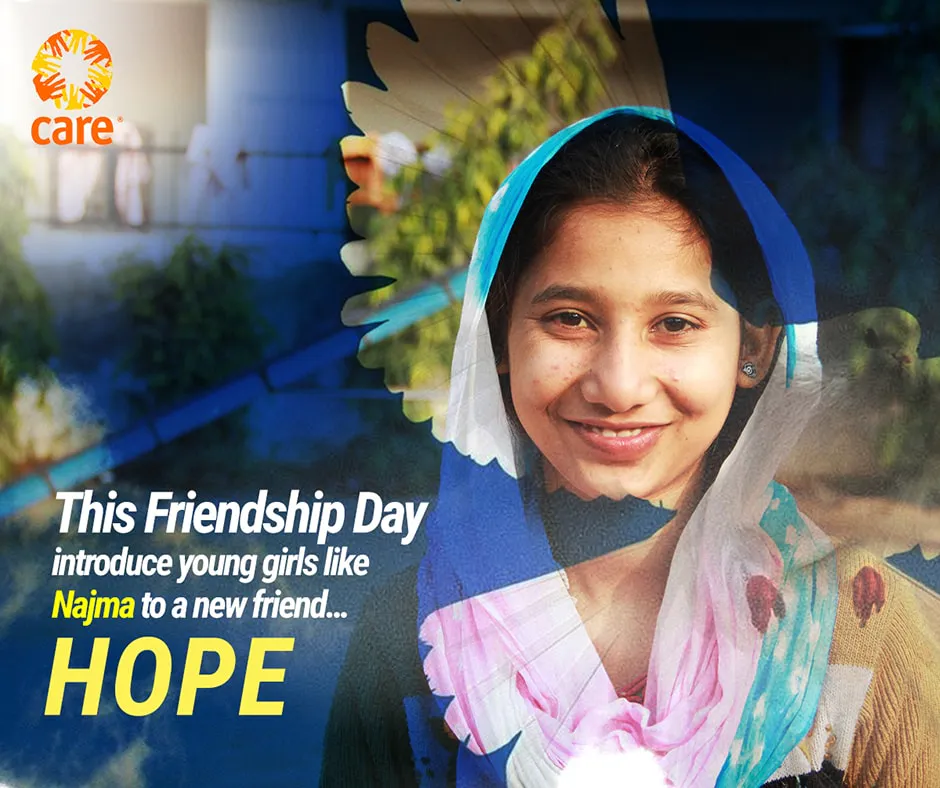 care®
This Friendship Day
introduce young girls like
Najma to a new friend...
HOPE